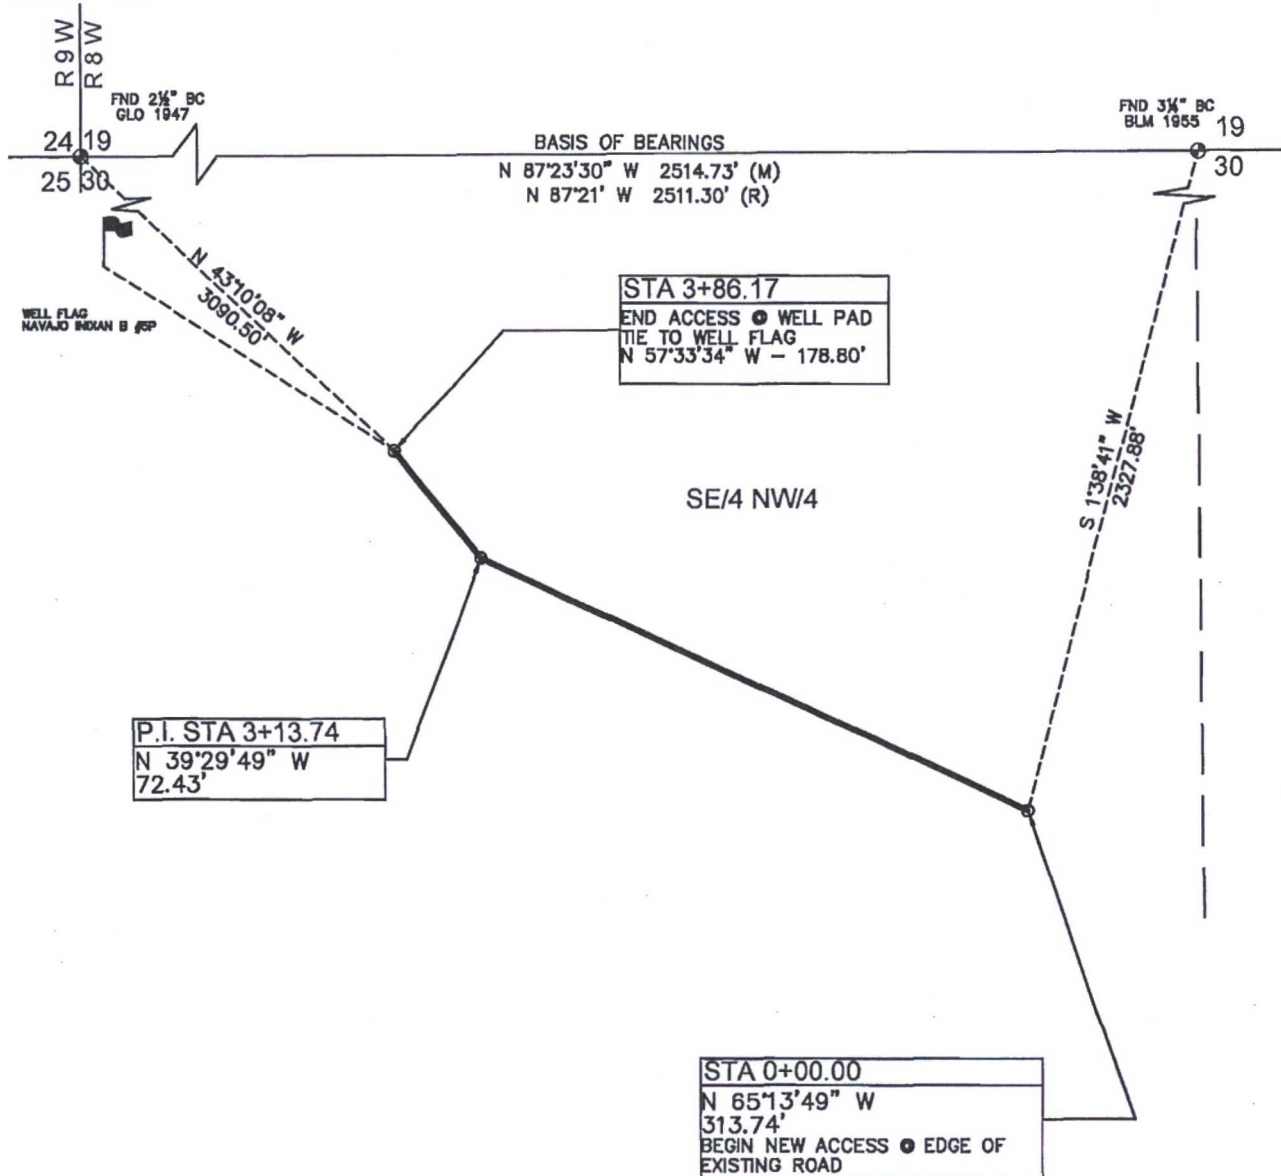 R 9 W
R 8 W
FND 2½" BC
GLO 1947
FND 3¼" BC
BLM 1955
24 19
25 30
19
30
BASIS OF BEARINGS
N 87°23'30" W 2514.73' (M)
N 87°21' W 2511.30' (R)
N 43°10'08" W
3090.50'
WELL FLAG
NAVAJO INDIAN B #5P
STA 3+86.17
END ACCESS @ WELL PAD
TIE TO WELL FLAG
N 57°33'34" W - 178.80'
S 1°38'41" W
2327.88'
SE/4 NW/4
P.I. STA 3+13.74
N 39°29'49" W
72.43'
STA 0+00.00
N 65°13'49" W
313.74'
BEGIN NEW ACCESS @ EDGE OF
EXISTING ROAD